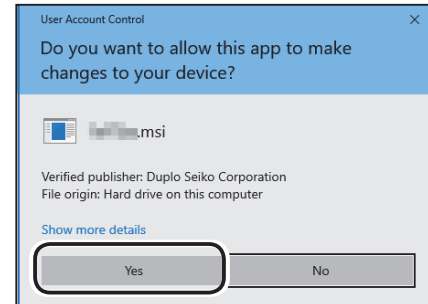 User Account Control
Do you want to allow this app to make
changes to your device?
.msi
Verified publisher: Duplo Seiko Corporation
File origin: Hard drive on this computer
Show more details
Yes
No